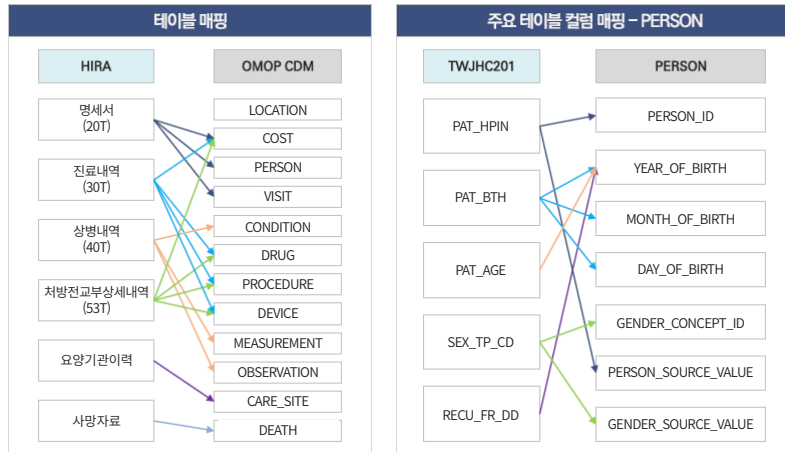 테이블 매핑
HIRA
OMOP CDM
명세서
(20T)
진료내역
(30T)
상병내역
(40T)
처방전교부상세내역
(53T)
요양기관이력
사망자료
LOCATION
COST
PERSON
VISIT
CONDITION
DRUG
PROCEDURE
DEVICE
MEASUREMENT
OBSERVATION
CARE_SITE
DEATH
주요 테이블 컬럼 매핑 – PERSON
TWJHC201
PERSON
PAT_HPIN
PAT_BTH
PAT_AGE
SEX_TP_CD
RECU_FR_DD
PERSON_ID
YEAR_OF_BIRTH
MONTH_OF_BIRTH
DAY_OF_BIRTH
GENDER_CONCEPT_ID
PERSON_SOURCE_VALUE
GENDER_SOURCE_VALUE